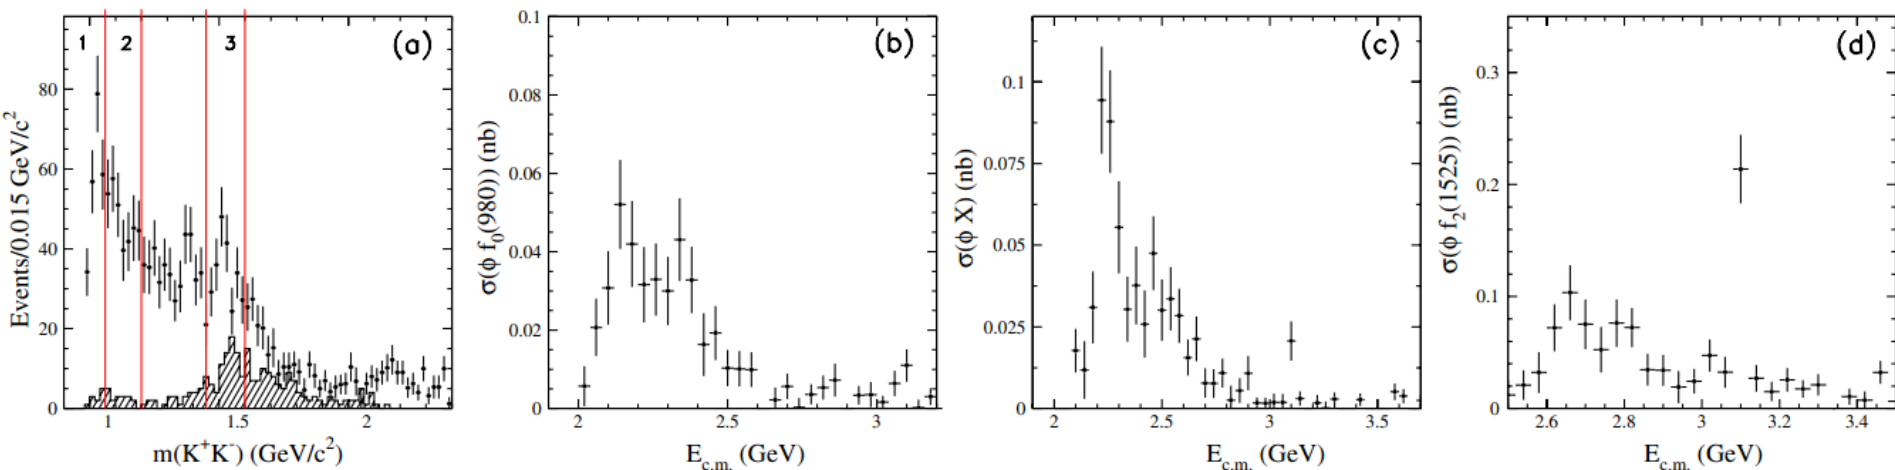 1 2 3 (a)
80
60
40
20
0
Events/0.015 GeV/c²
1 1.5 2
m(K⁺K⁻) (GeV/c²)
(b)
0.1
0.08
0.06
0.04
0.02
0
σ(ϕ f₀(980)) (nb)
2 2.5 3
E_c.m. (GeV)
(c)
0.1
0.075
0.05
0.025
0
σ(ϕ X) (nb)
2 2.5 3 3.5
E_c.m. (GeV)
(d)
0.3
0.2
0.1
0
σ(ϕ f₂(1525)) (nb)
2.6 2.8 3 3.2 3.4
E_c.m. (GeV)